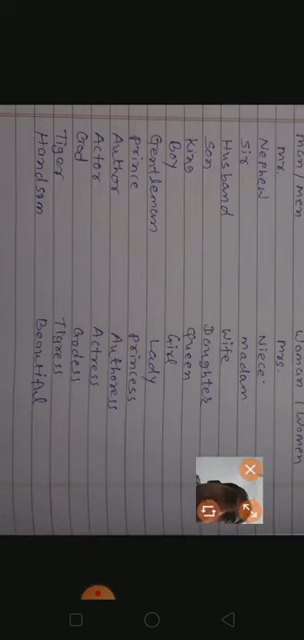 Man / Men Woman / Women
Mr. Mrs.
Nephew Niece.
Sir Madam
Husband Wife
Son Daughter
King Queen
Boy Girl
Gentleman Lady
Prince Princess
Author Authoress
Actor Actress
God Godess
Tiger Tigress
Handsom Beautiful